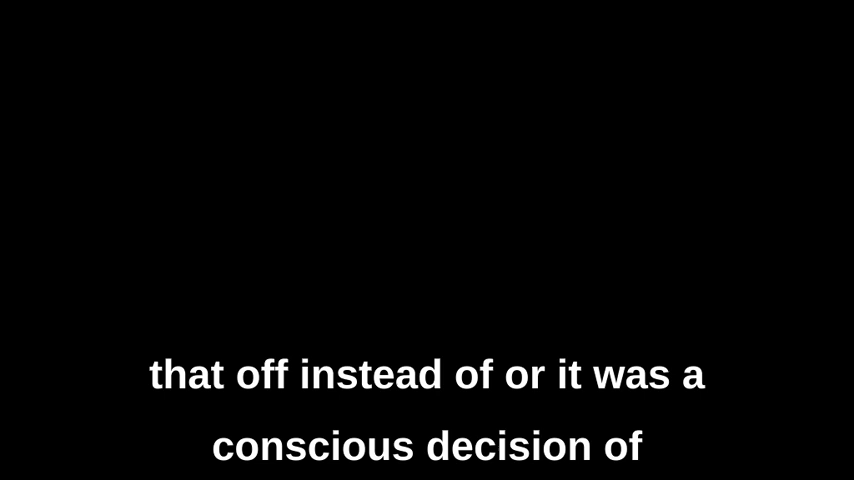 that off instead of or it was a
conscious decision of